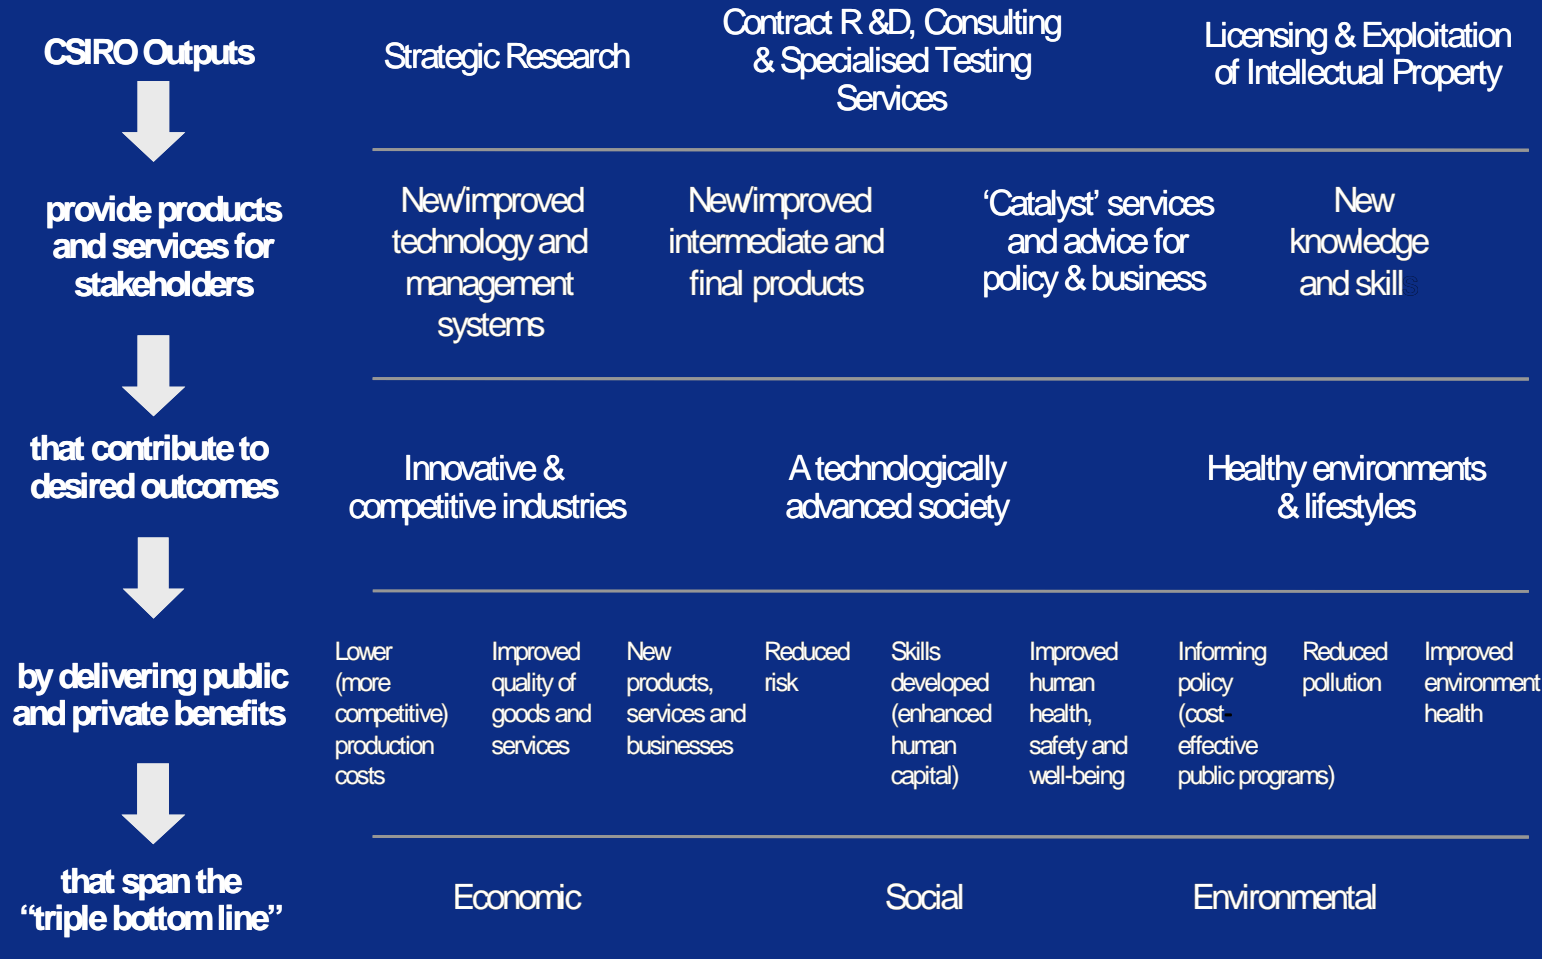 CSIRO Outputs
Strategic Research
Contract R &D, Consulting
& Specialised Testing
Services
Licensing & Exploitation
of Intellectual Property
provide products
and services for
stakeholders
New/improved
technology and
management
systems
New/improved
intermediate and
final products
‘Catalyst’ services
and advice for
policy & business
New
knowledge
and skills
that contribute to
desired outcomes
Innovative &
competitive industries
A technologically
advanced society
Healthy environments
& lifestyles
by delivering public
and private benefits
Lower
(more
competitive)
production
costs
Improved
quality of
goods and
services
New
products,
services and
businesses
Reduced
risk
Skills
developed
(enhanced
human
capital)
Improved
human
health,
safety and
well-being
Informing
policy
(cost-
effective
public programs)
Reduced
pollution
Improved
environment
health
that span the
“triple bottom line”
Economic
Social
Environmental